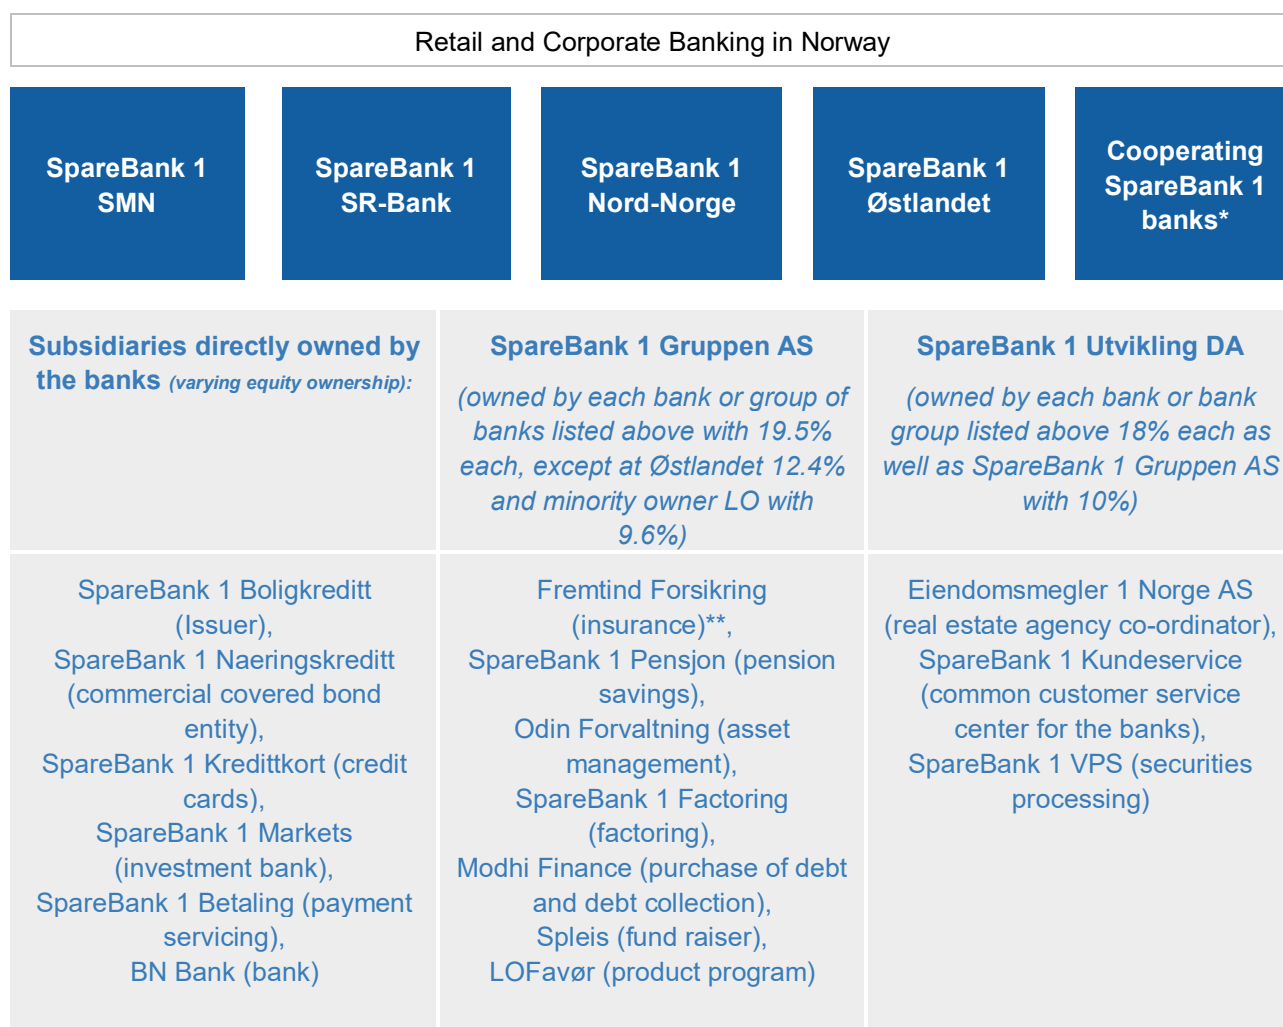 Retail and Corporate Banking in Norway
SpareBank 1
SMN
SpareBank 1
SR-Bank
SpareBank 1
Nord-Norge
SpareBank 1
Østlandet
Cooperating
SpareBank 1
banks*
Subsidiaries directly owned by
the banks (varying equity ownership):
SpareBank 1 Gruppen AS
(owned by each bank or group of
banks listed above with 19.5%
each, except at Østlandet 12.4%
and minority owner LO with
9.6%)
SpareBank 1 Utvikling DA
(owned by each bank or bank
group listed above 18% each as
well as SpareBank 1 Gruppen AS
with 10%)
SpareBank 1 Boligkreditt
(Issuer),
SpareBank 1 Naeringskreditt
(commercial covered bond
entity),
SpareBank 1 Kredittkort (credit
cards),
SpareBank 1 Markets
(investment bank),
SpareBank 1 Betaling (payment
servicing),
BN Bank (bank)
Fremtind Forsikring
(insurance)**,
SpareBank 1 Pensjon (pension
savings),
Odin Forvaltning (asset
management),
SpareBank 1 Factoring
(factoring),
Modhi Finance (purchase of debt
and debt collection),
Spleis (fund raiser),
LOFavør (product program)
Eiendomsmegler 1 Norge AS
(real estate agency co-ordinator),
SpareBank 1 Kundeservice
(common customer service
center for the banks),
SpareBank 1 VPS (securities
processing)